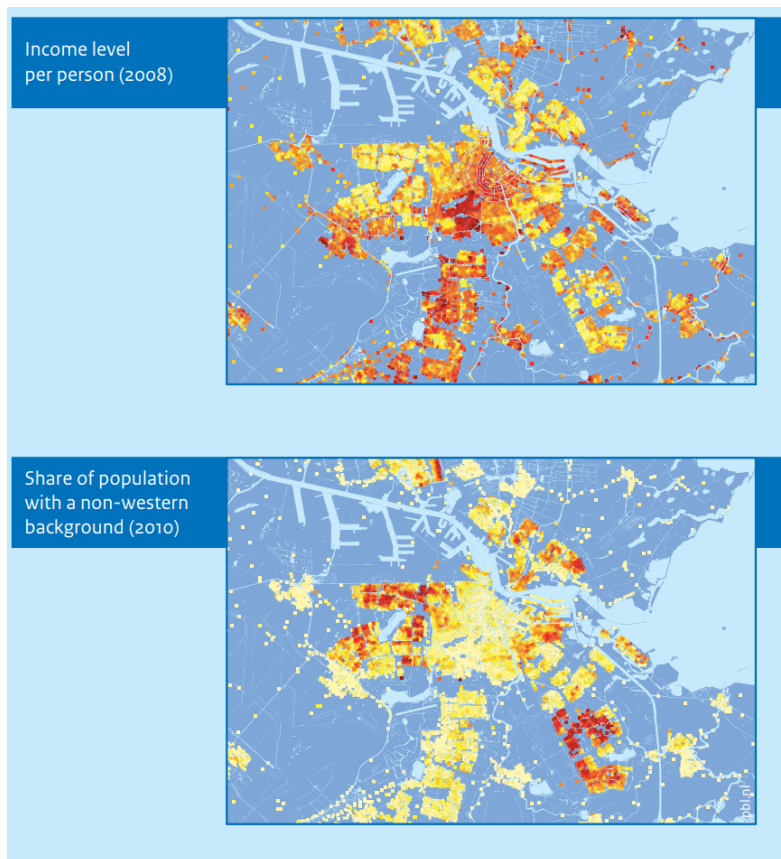 Income level
per person (2008)
Share of population
with a non-western
background (2010)
pbl.nl